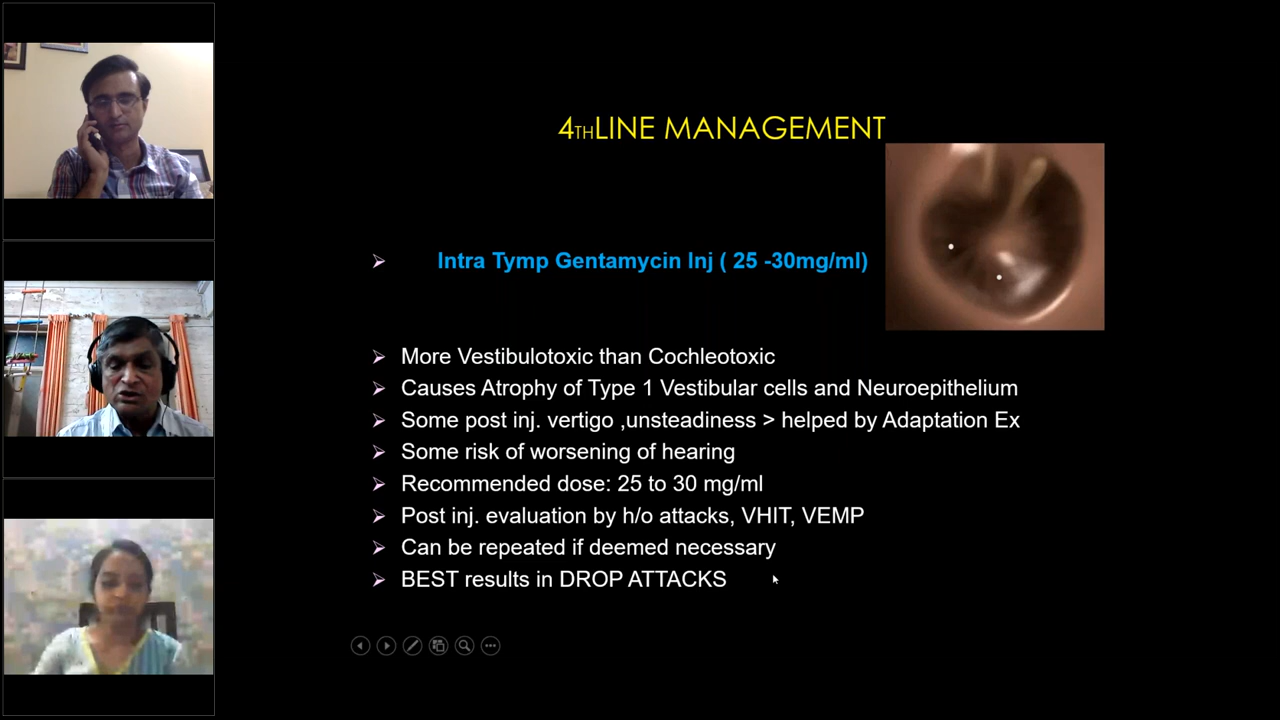 4THLINE MANAGEMENT
Intra Tymp Gentamycin Inj ( 25 -30mg/ml)
More Vestibulotoxic than Cochleotoxic
Causes Atrophy of Type 1 Vestibular cells and Neuroepithelium
Some post inj. vertigo ,unsteadiness > helped by Adaptation Ex
Some risk of worsening of hearing
Recommended dose: 25 to 30 mg/ml
Post inj. evaluation by h/o attacks, VHIT, VEMP
Can be repeated if deemed necessary
BEST results in DROP ATTACKS